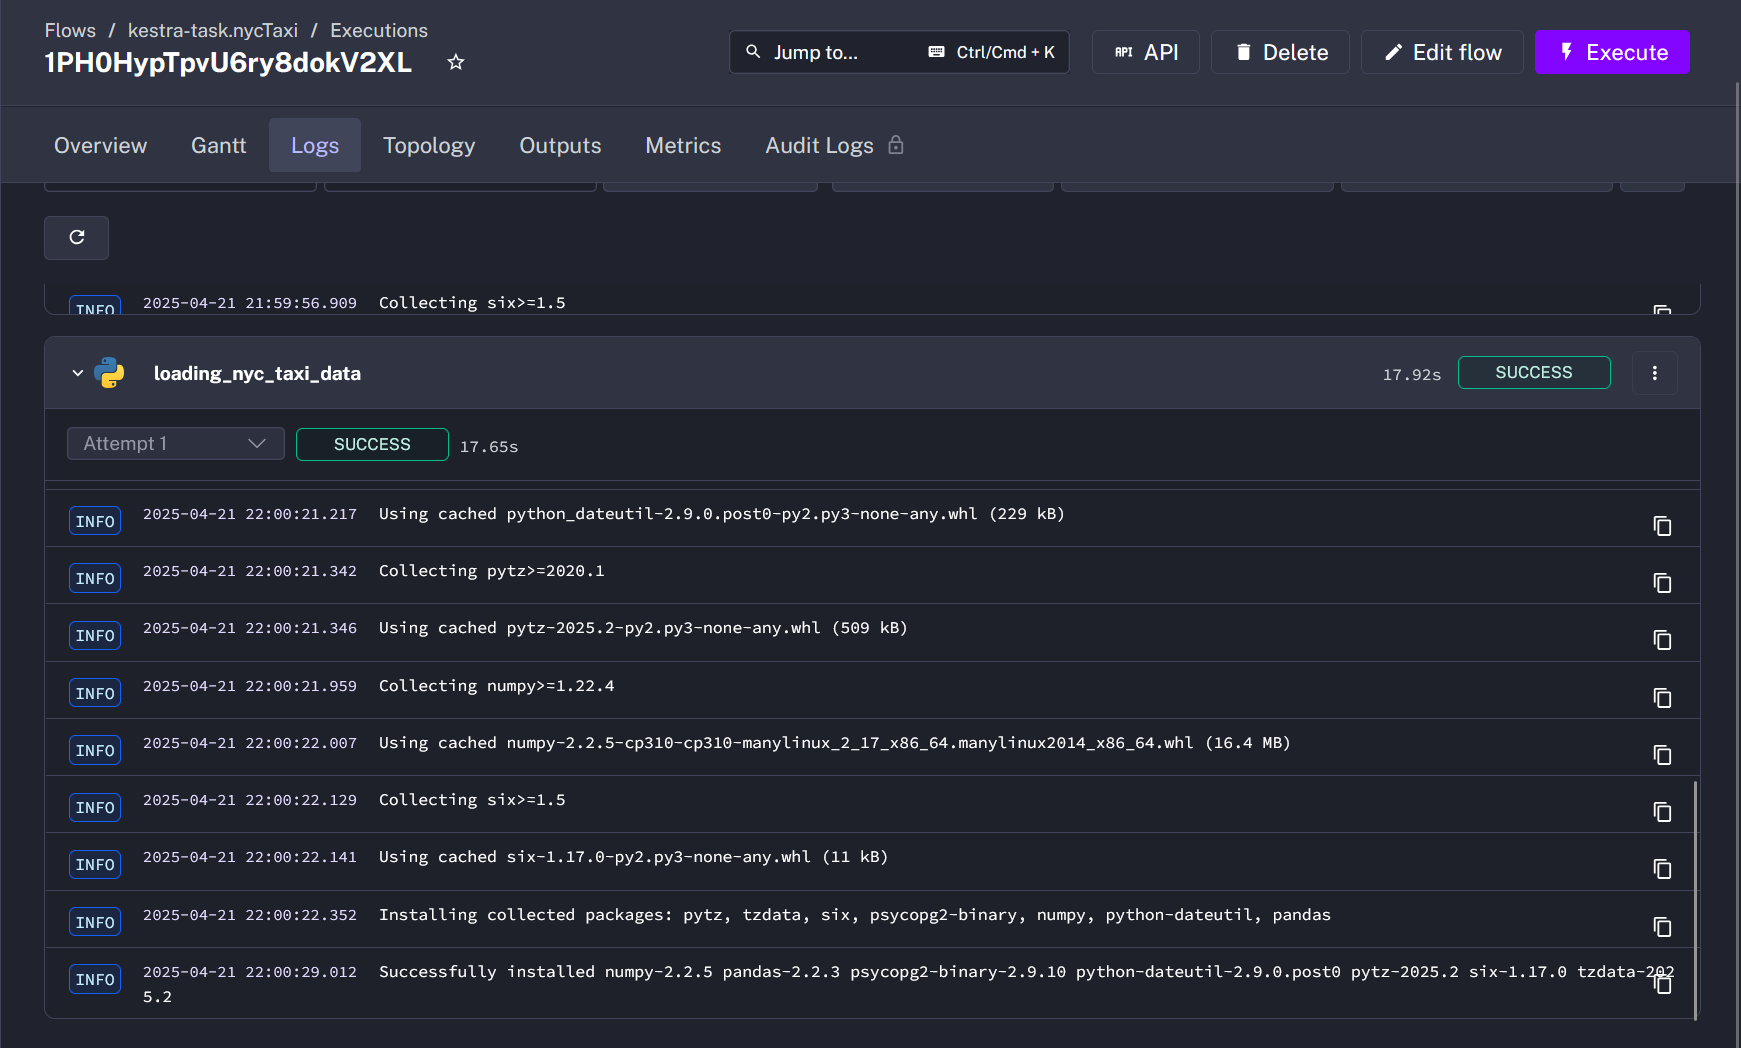 Flows / kestra-task.nycTaxi / Executions
1PH0HypTpvU6ry8dokV2XL
Jump to... Ctrl/Cmd + K
API API
Delete
Edit flow
Execute
Overview Gantt Logs Topology Outputs Metrics Audit Logs
INFO 2025-04-21 21:59:56.909 Collecting six>=1.5
loading_nyc_taxi_data 17.92s SUCCESS
Attempt 1 SUCCESS 17.65s
INFO 2025-04-21 22:00:21.217 Using cached python_dateutil-2.9.0.post0-py2.py3-none-any.whl (229 kB)
INFO 2025-04-21 22:00:21.342 Collecting pytz>=2020.1
INFO 2025-04-21 22:00:21.346 Using cached pytz-2025.2-py2.py3-none-any.whl (509 kB)
INFO 2025-04-21 22:00:21.959 Collecting numpy>=1.22.4
INFO 2025-04-21 22:00:22.007 Using cached numpy-2.2.5-cp310-cp310-manylinux_2_17_x86_64.manylinux2014_x86_64.whl (16.4 MB)
INFO 2025-04-21 22:00:22.129 Collecting six>=1.5
INFO 2025-04-21 22:00:22.141 Using cached six-1.17.0-py2.py3-none-any.whl (11 kB)
INFO 2025-04-21 22:00:22.352 Installing collected packages: pytz, tzdata, six, psycopg2-binary, numpy, python-dateutil, pandas
INFO 2025-04-21 22:00:29.012 Successfully installed numpy-2.2.5 pandas-2.2.3 psycopg2-binary-2.9.10 python-dateutil-2.9.0.post0 pytz-2025.2 six-1.17.0 tzdata-202
5.2